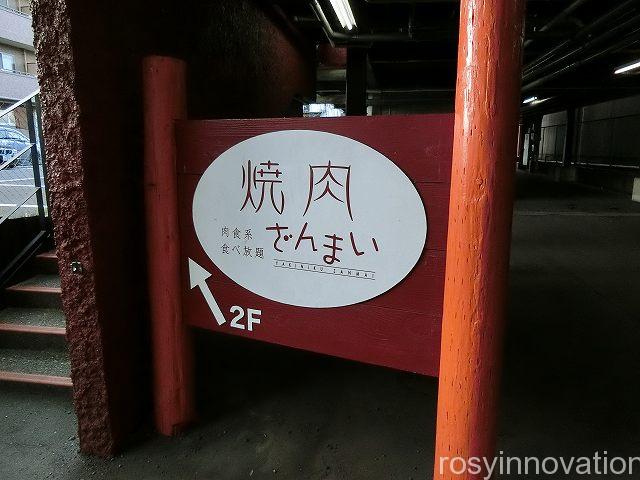 焼肉
肉食系
食べ放題
ざんまい
YAKINIKU ZANMAI
2F
rosyinnovation